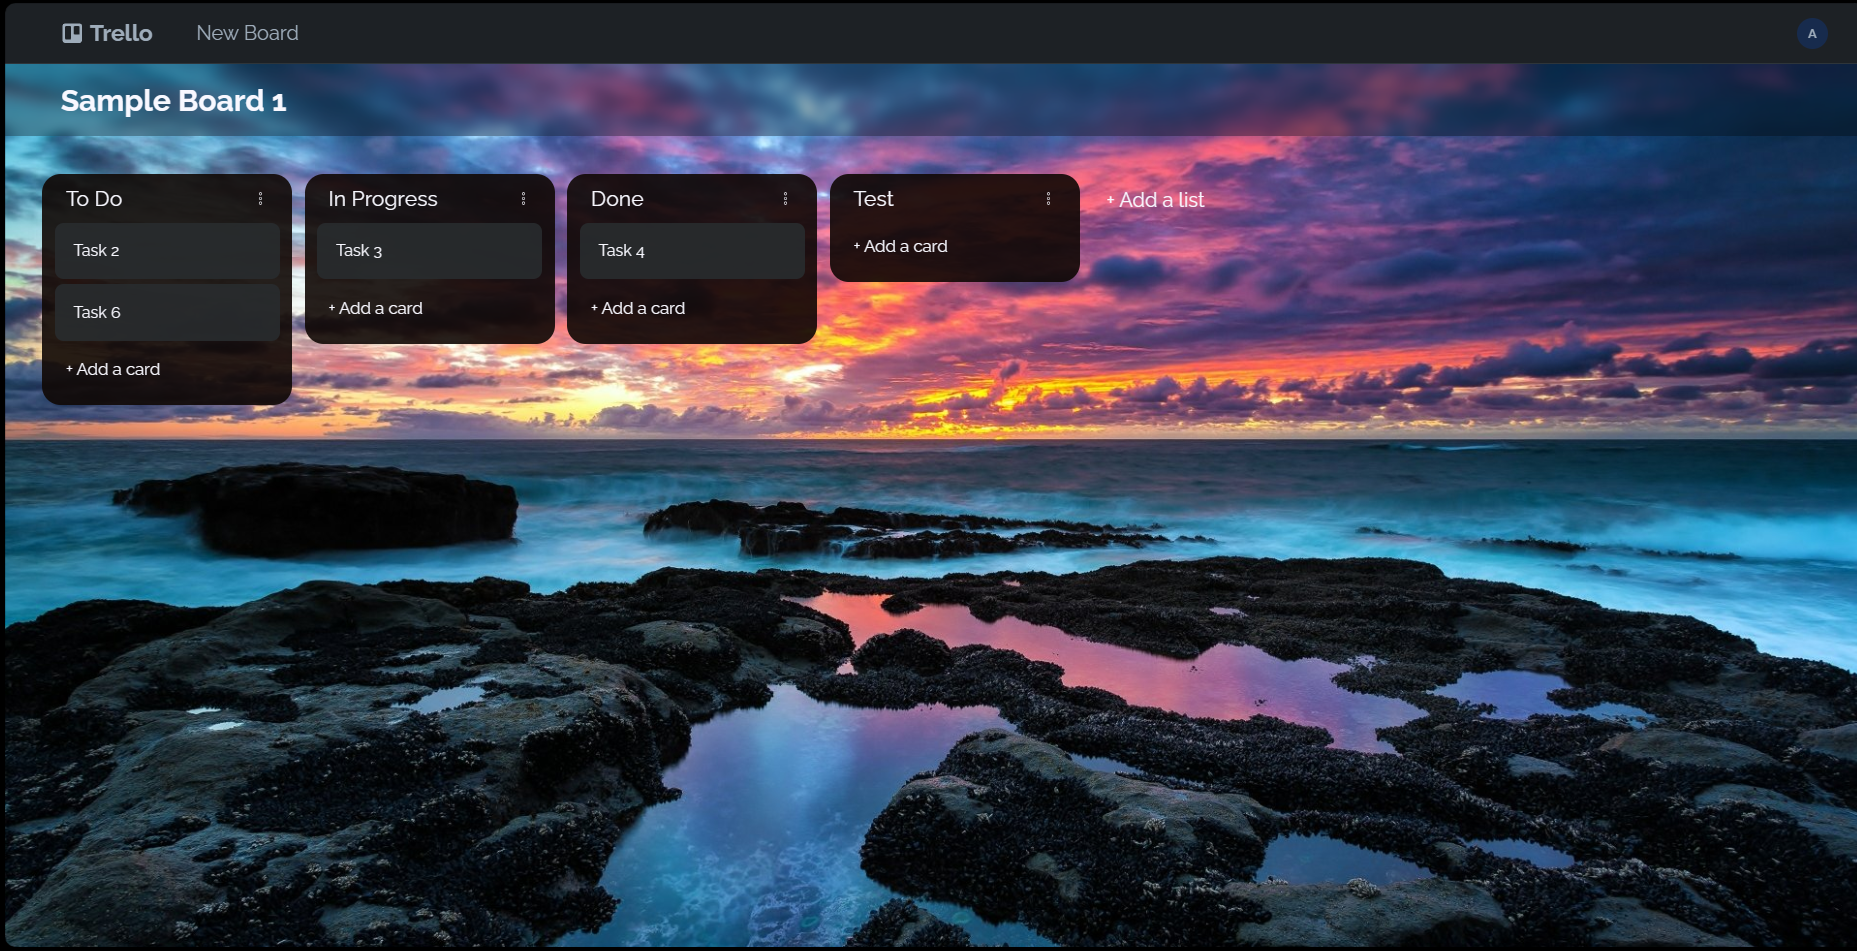 Trello
New Board
A
Sample Board 1
To Do
Task 2
Task 6
+ Add a card
In Progress
Task 3
+ Add a card
Done
Task 4
+ Add a card
Test
+ Add a card
+ Add a list